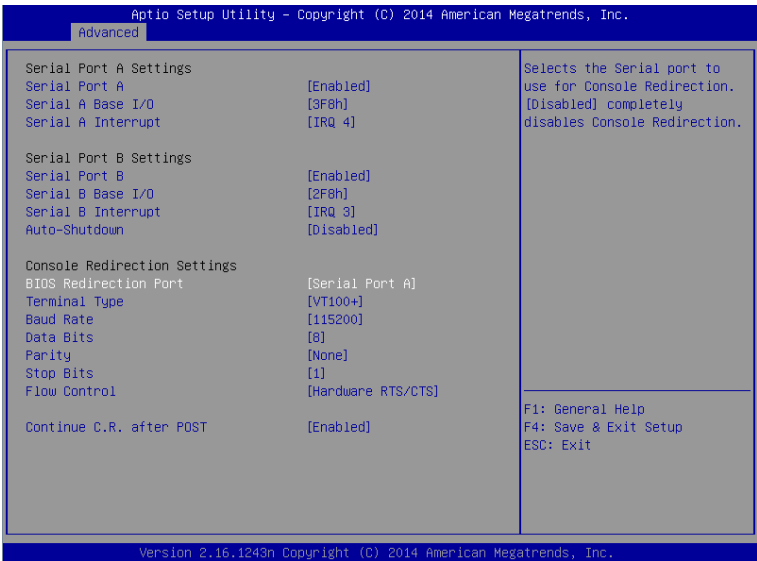 Aptio Setup Utility – Copyright (C) 2014 American Megatrends, Inc.
Advanced
Serial Port A Settings
Serial Port A [Enabled]
Serial A Base I/O [3F8h]
Serial A Interrupt [IRQ 4]
Serial Port B Settings
Serial Port B [Enabled]
Serial B Base I/O [2F8h]
Serial B Interrupt [IRQ 3]
Auto-Shutdown [Disabled]
Console Redirection Settings
BIOS Redirection Port [Serial Port A]
Terminal Type [VT100+]
Baud Rate [115200]
Data Bits [8]
Parity [None]
Stop Bits [1]
Flow Control [Hardware RTS/CTS]
Continue C.R. after POST [Enabled]
Selects the Serial port to
use for Console Redirection.
[Disabled] completely
disables Console Redirection.
F1: General Help
F4: Save & Exit Setup
ESC: Exit
Version 2.16.1243n Copyright (C) 2014 American Megatrends, Inc.